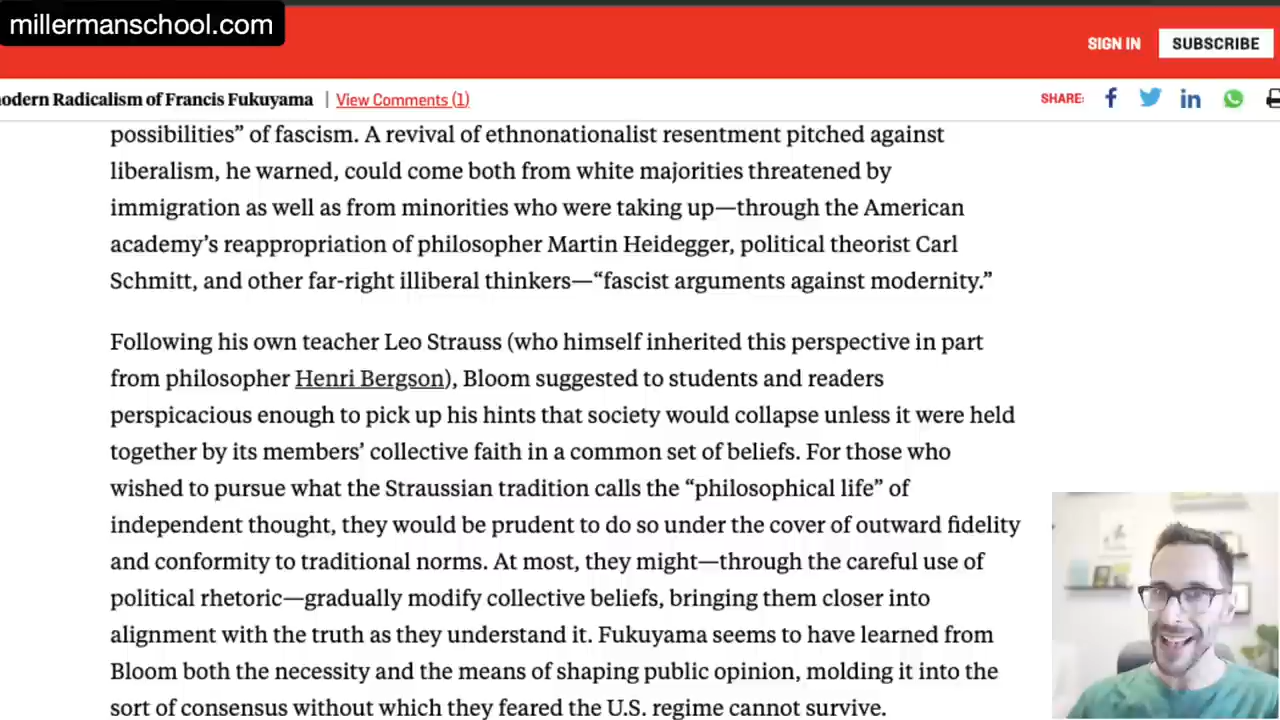 millermanschool.com
SIGN IN
SUBSCRIBE
odern Radicalism of Francis Fukuyama | View Comments (1)
SHARE:
possibilities” of fascism. A revival of ethnonationalist resentment pitched against
liberalism, he warned, could come both from white majorities threatened by
immigration as well as from minorities who were taking up—through the American
academy’s reappropriation of philosopher Martin Heidegger, political theorist Carl
Schmitt, and other far-right illiberal thinkers—“fascist arguments against modernity.”
Following his own teacher Leo Strauss (who himself inherited this perspective in part
from philosopher Henri Bergson), Bloom suggested to students and readers
perspicacious enough to pick up his hints that society would collapse unless it were held
together by its members’ collective faith in a common set of beliefs. For those who
wished to pursue what the Straussian tradition calls the “philosophical life” of
independent thought, they would be prudent to do so under the cover of outward fidelity
and conformity to traditional norms. At most, they might—through the careful use of
political rhetoric—gradually modify collective beliefs, bringing them closer into
alignment with the truth as they understand it. Fukuyama seems to have learned from
Bloom both the necessity and the means of shaping public opinion, molding it into the
sort of consensus without which they feared the U.S. regime cannot survive.